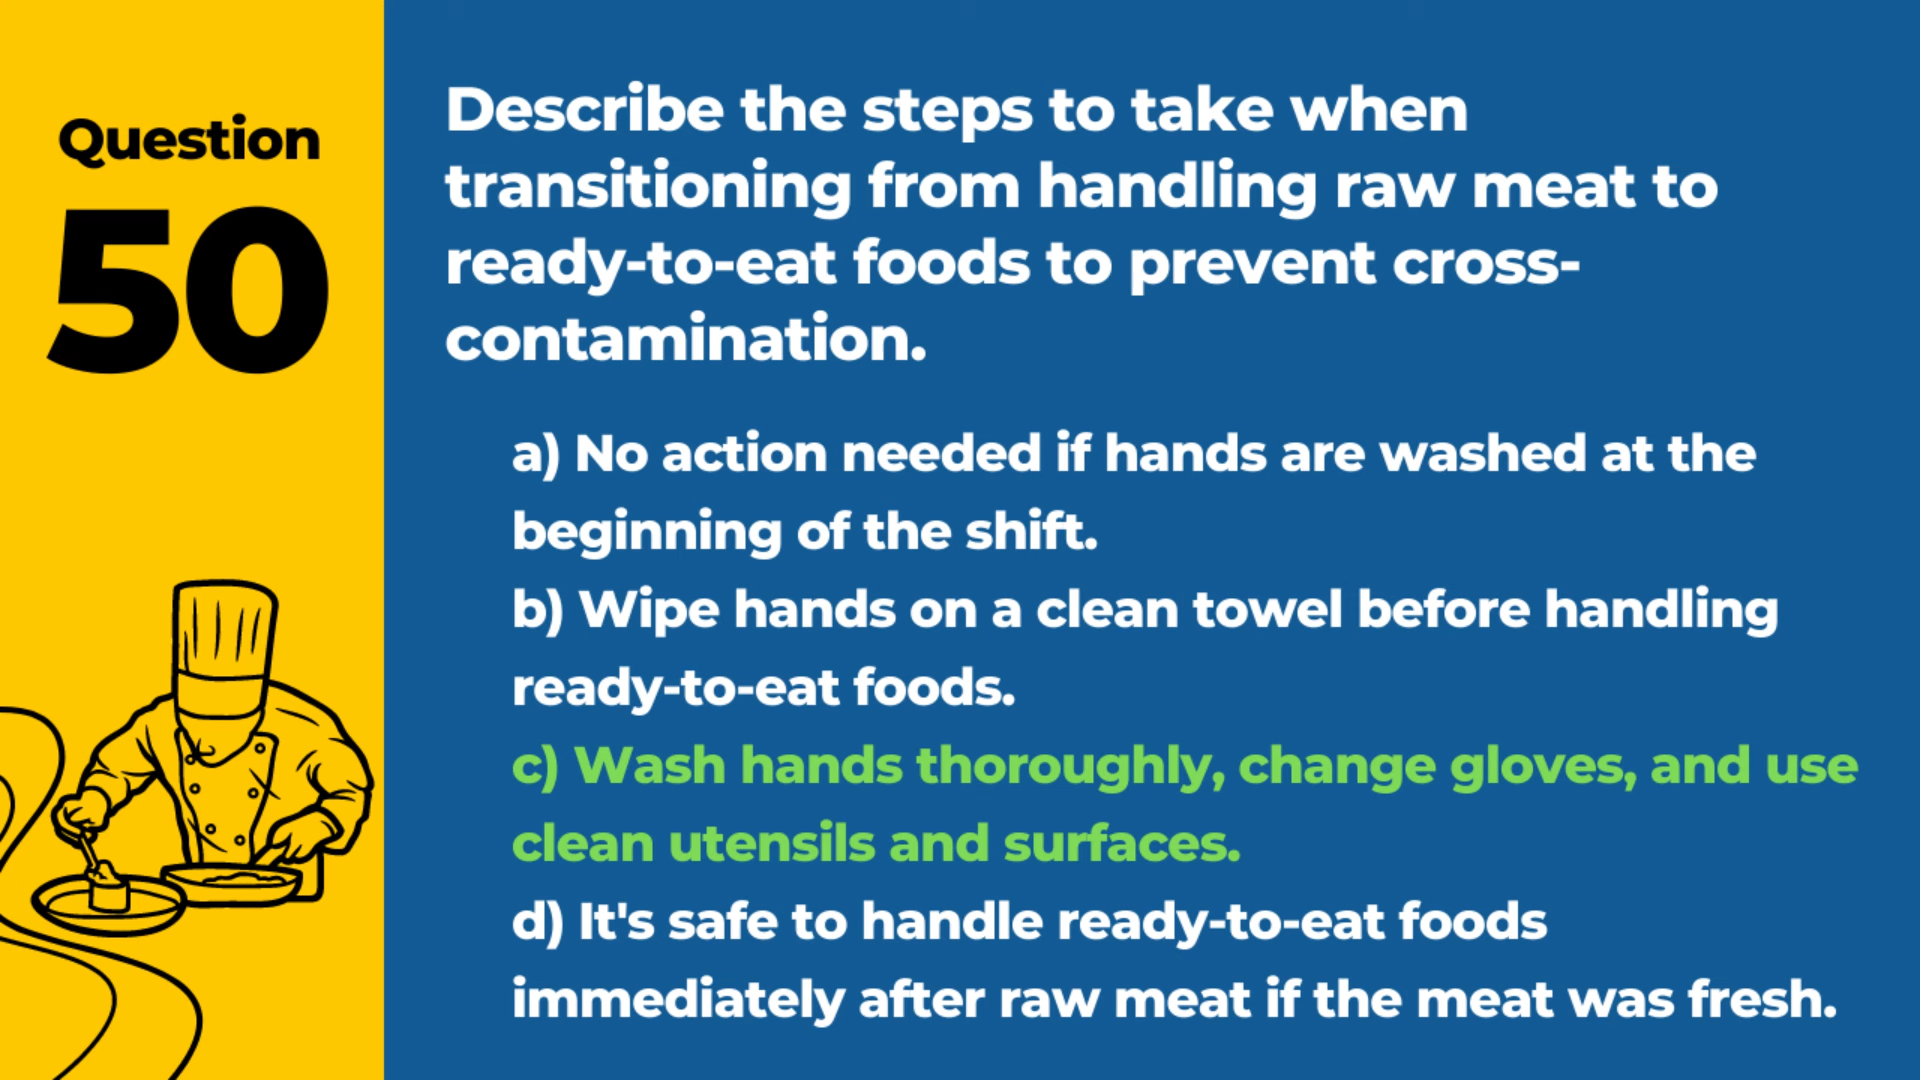 Question
50
Describe the steps to take when
transitioning from handling raw meat to
ready-to-eat foods to prevent cross-
contamination.
a) No action needed if hands are washed at the
beginning of the shift.
b) Wipe hands on a clean towel before handling
ready-to-eat foods.
c) Wash hands thoroughly, change gloves, and use
clean utensils and surfaces.
d) It's safe to handle ready-to-eat foods
immediately after raw meat if the meat was fresh.